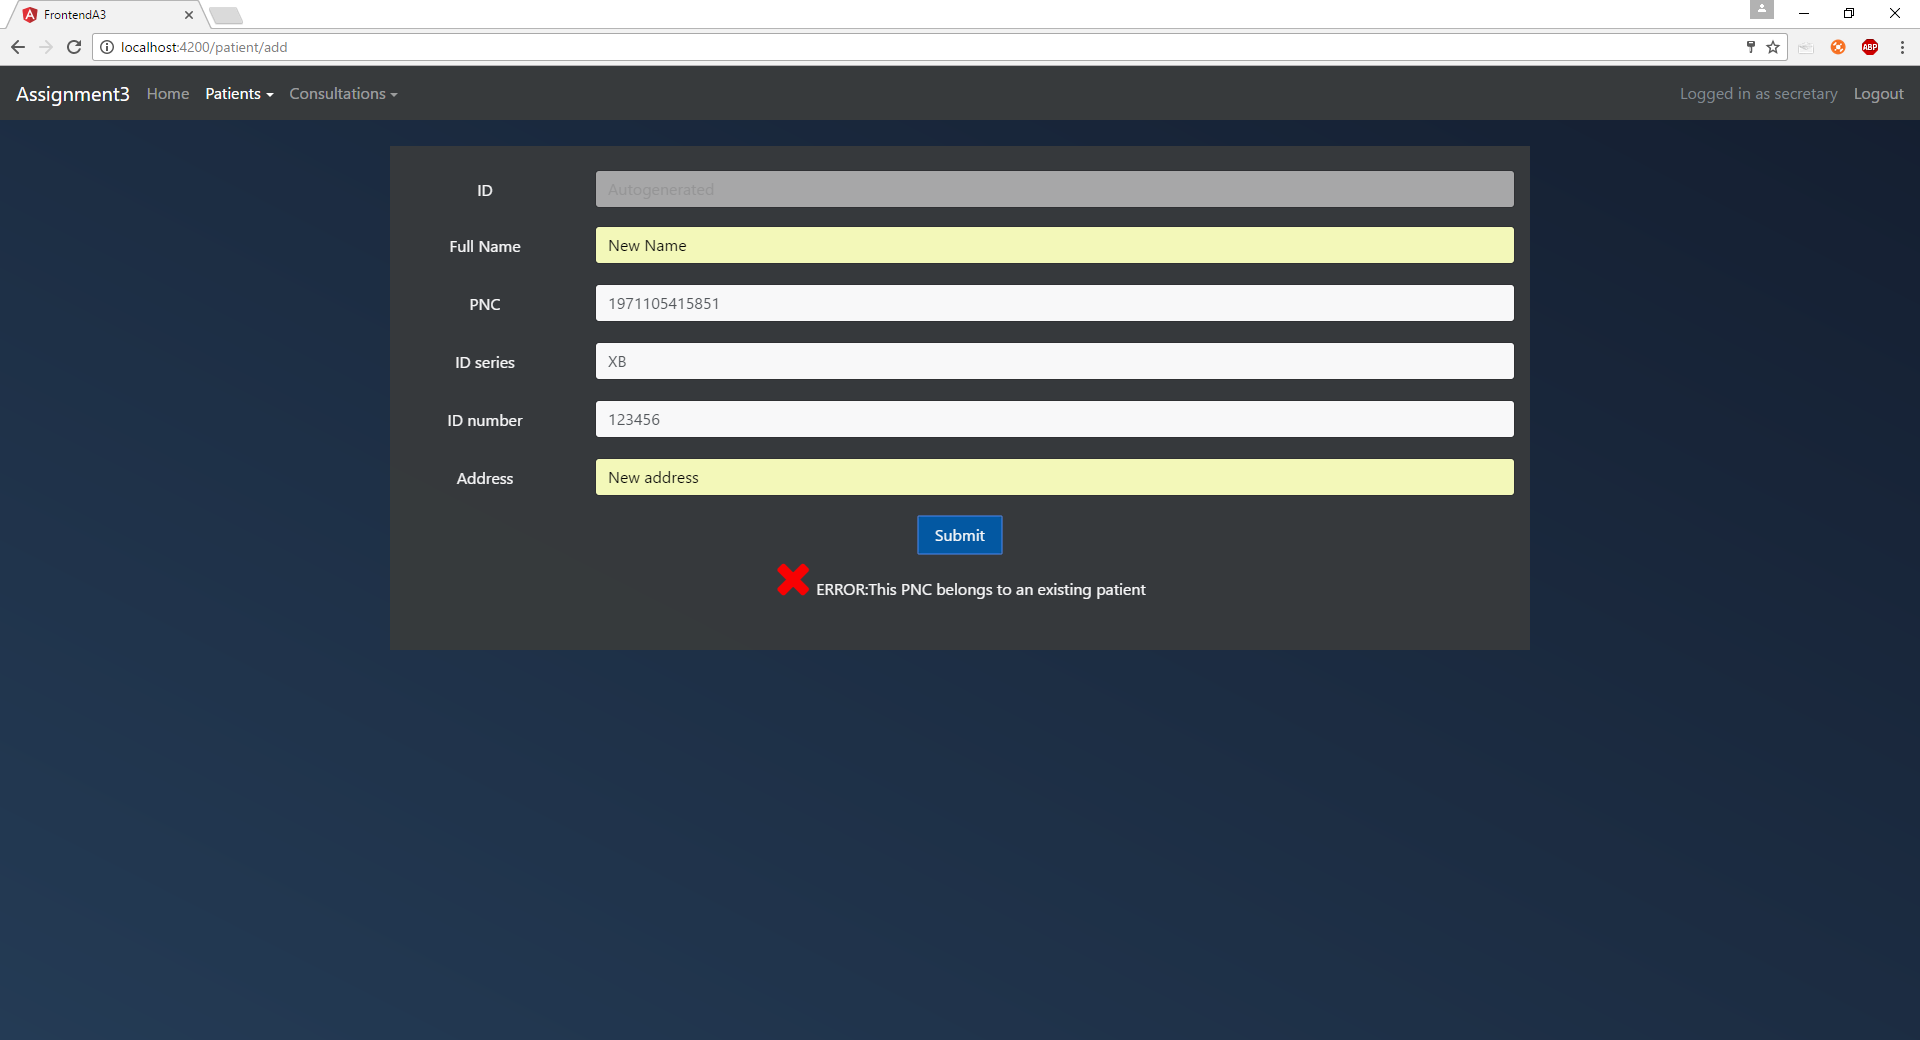 FrontendA3
localhost:4200/patient/add
ABP
Assignment3 Home Patients Consultations Logged in as secretary Logout
ID Autogenerated
Full Name New Name
PNC 1971105415851
ID series XB
ID number 123456
Address New address
Submit
ERROR:This PNC belongs to an existing patient